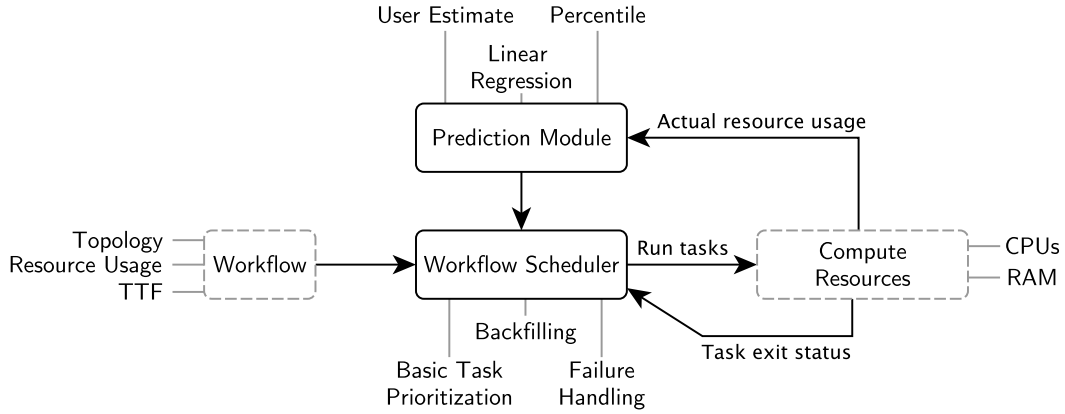 User Estimate
Percentile
Linear
Regression
Prediction Module
Actual resource usage
Topology
Resource Usage
TTF
Workflow
Workflow Scheduler
Run tasks
Compute
Resources
CPUs
RAM
Backfilling
Task exit status
Basic Task
Prioritization
Failure
Handling